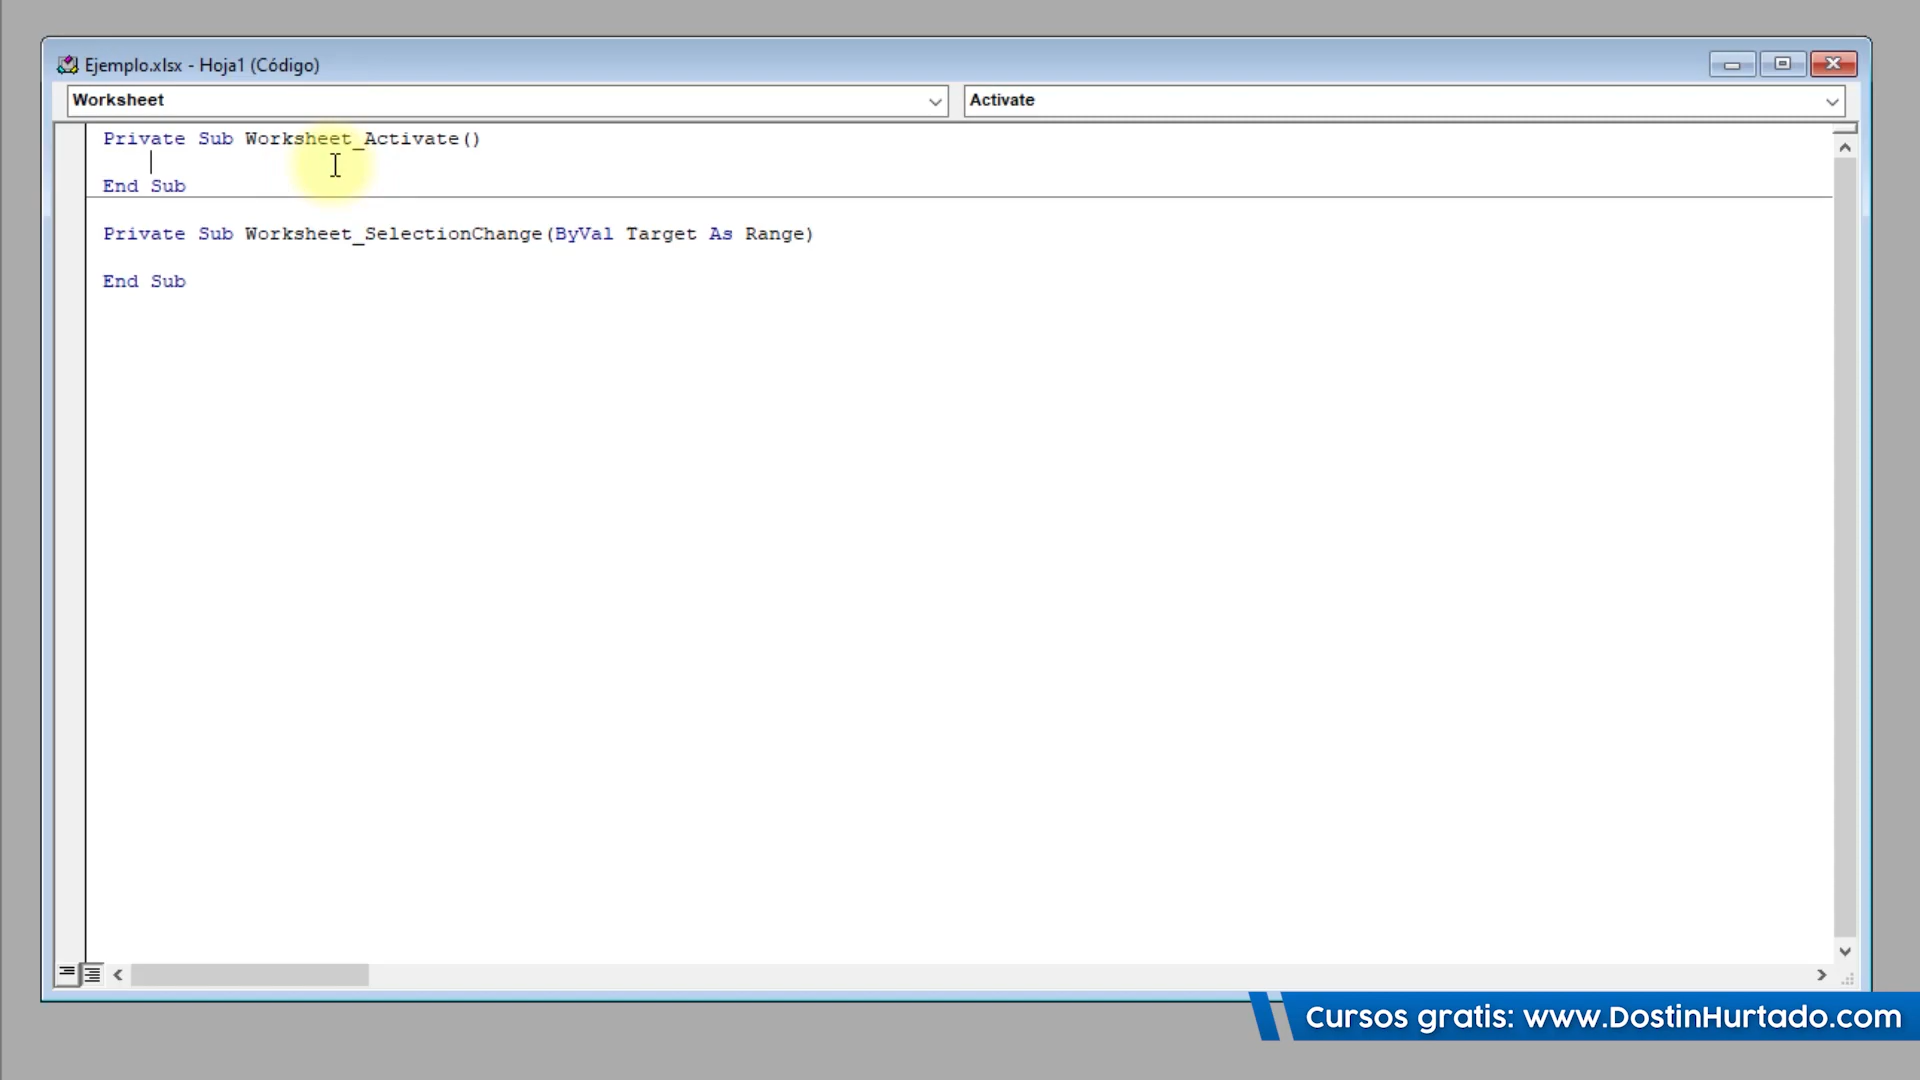 Ejemplo.xlsx - Hoja1 (Código)
Worksheet
Activate
Private Sub Worksheet_Activate()
End Sub
Private Sub Worksheet_SelectionChange(ByVal Target As Range)
End Sub
Cursos gratis: www.DostinHurtado.com